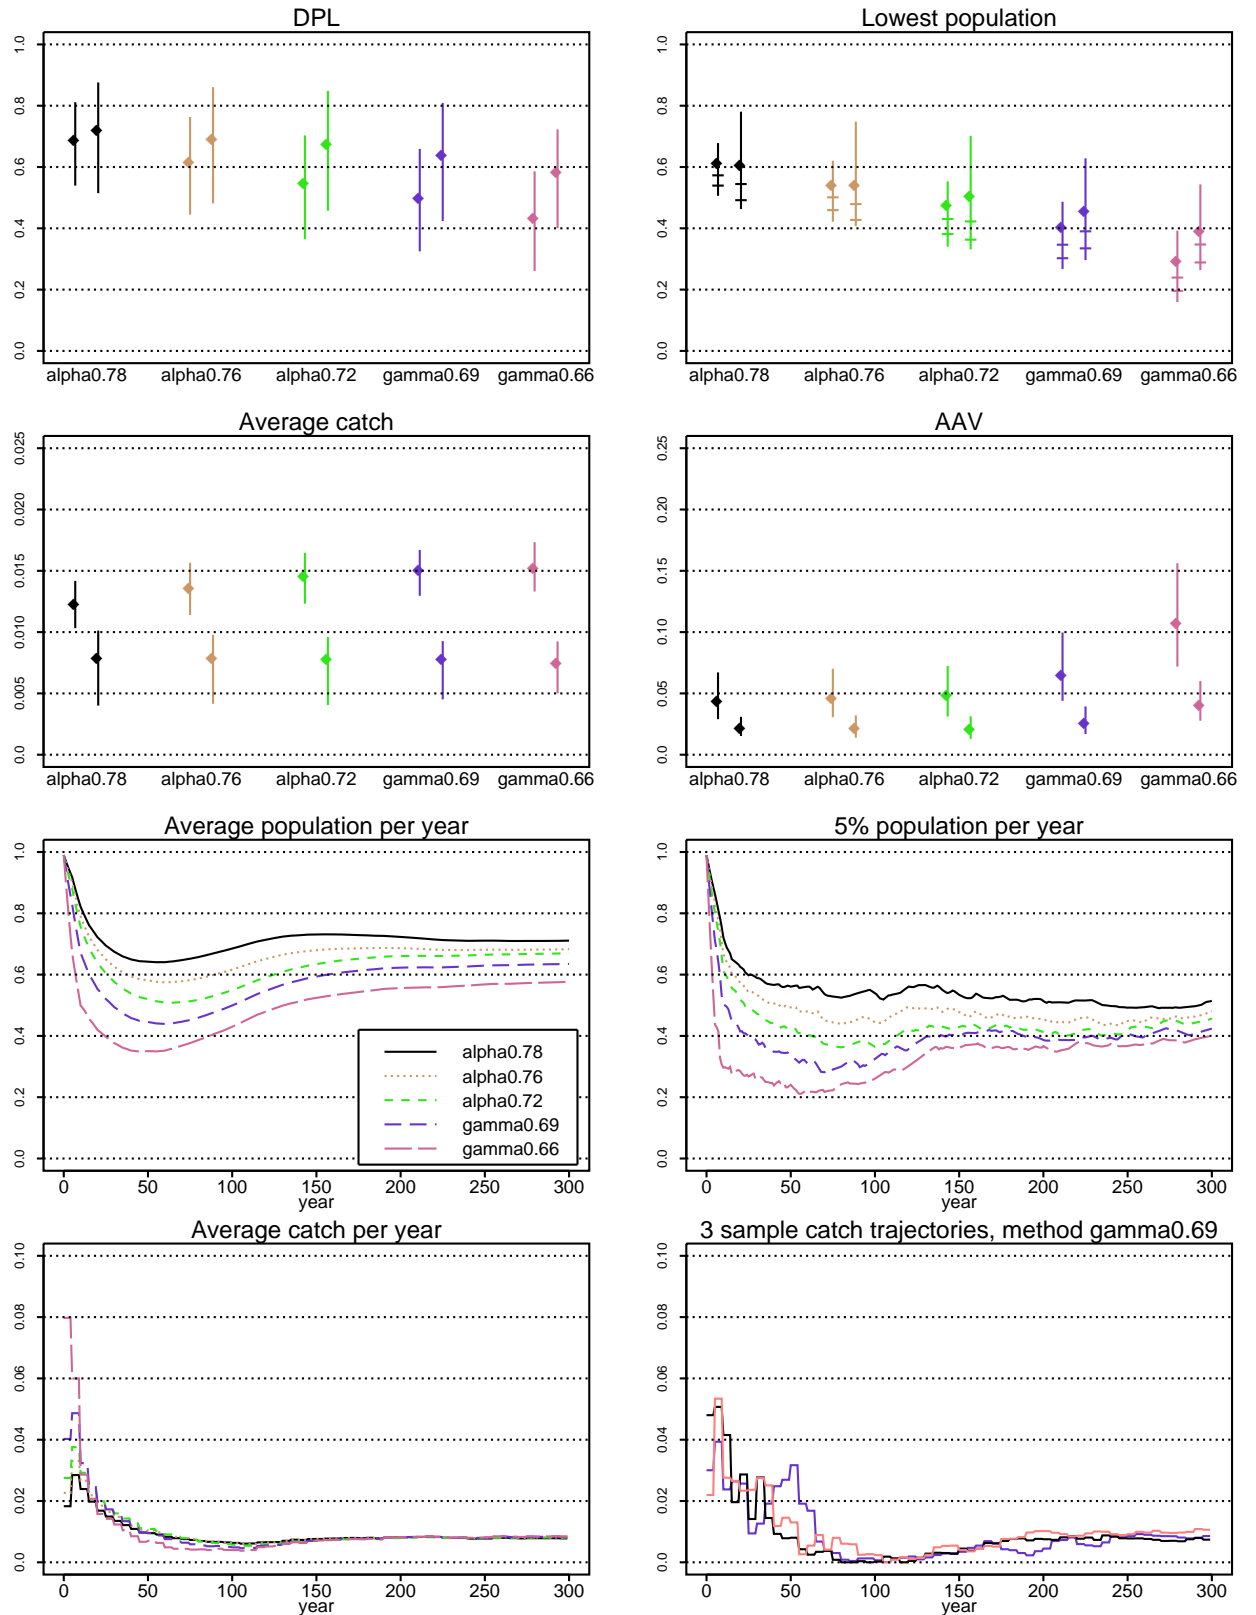 DPL
1.0
0.8
0.6
0.4
0.2
0.0
alpha0.78 alpha0.76 alpha0.72 gamma0.69 gamma0.66
Lowest population
1.0
0.8
0.6
0.4
0.2
0.0
alpha0.78 alpha0.76 alpha0.72 gamma0.69 gamma0.66
Average catch
0.025
0.020
0.015
0.010
0.005
0.0
alpha0.78 alpha0.76 alpha0.72 gamma0.69 gamma0.66
AAV
0.25
0.20
0.15
0.10
0.05
0.0
alpha0.78 alpha0.76 alpha0.72 gamma0.69 gamma0.66
Average population per year
1.0
0.8
0.6
0.4
0.2
0.0
alpha0.78
alpha0.76
alpha0.72
gamma0.69
gamma0.66
0 50 100 150 200 250 300
year
5% population per year
1.0
0.8
0.6
0.4
0.2
0.0
0 50 100 150 200 250 300
year
Average catch per year
0.10
0.08
0.06
0.04
0.02
0.0
0 50 100 150 200 250 300
year
3 sample catch trajectories, method gamma0.69
0.10
0.08
0.06
0.04
0.02
0.0
0 50 100 150 200 250 300
year